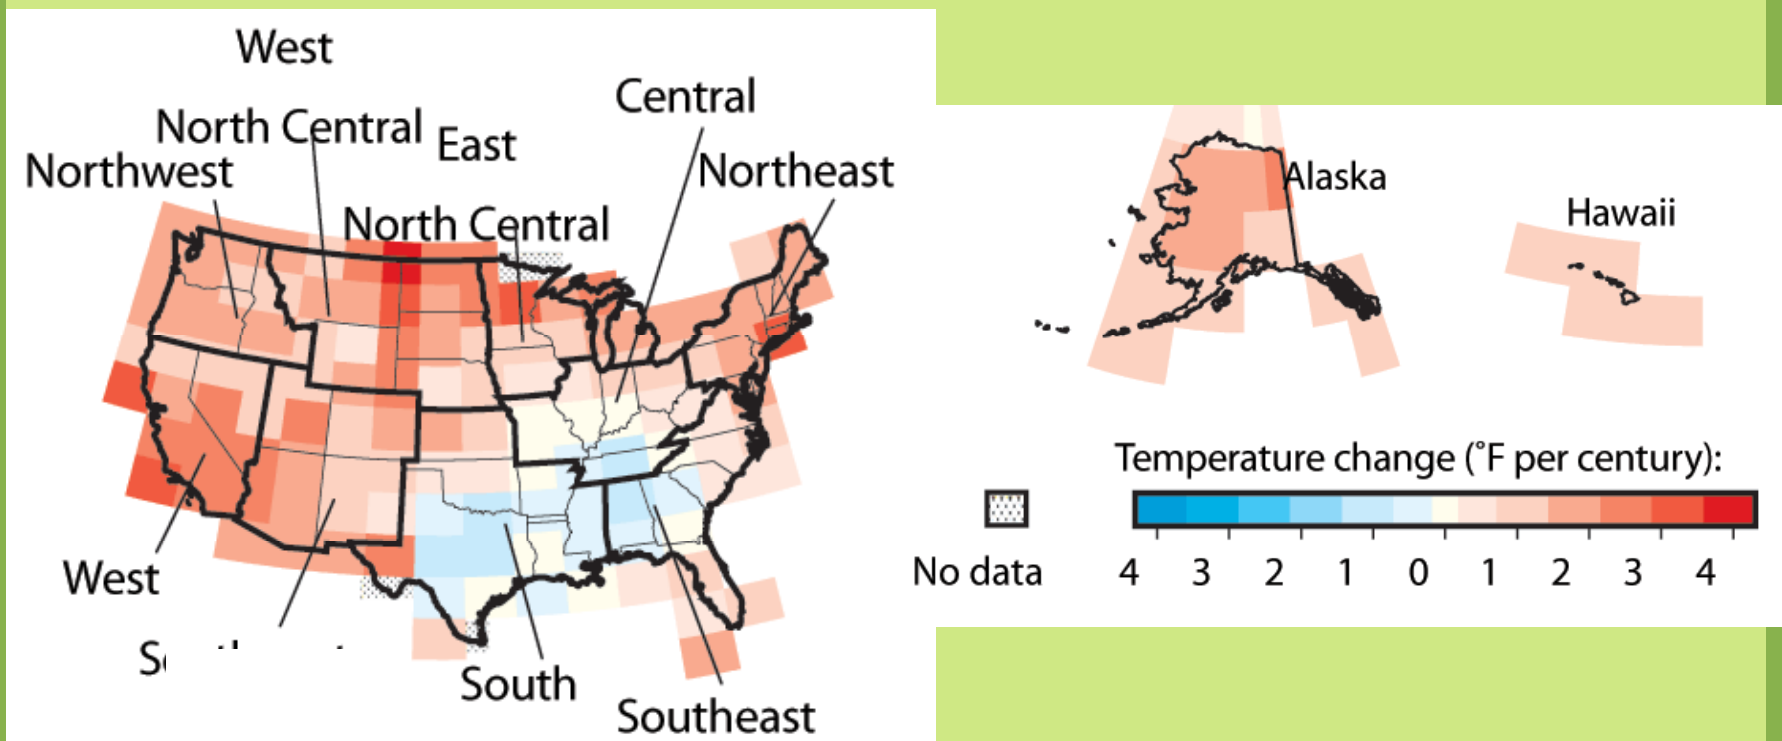 West
North Central
Northwest
East
North Central
Central
Northeast
West
South
Southeast
Alaska
Hawaii
Temperature change (˚F per century):
No data
4 3 2 1 0 1 2 3 4